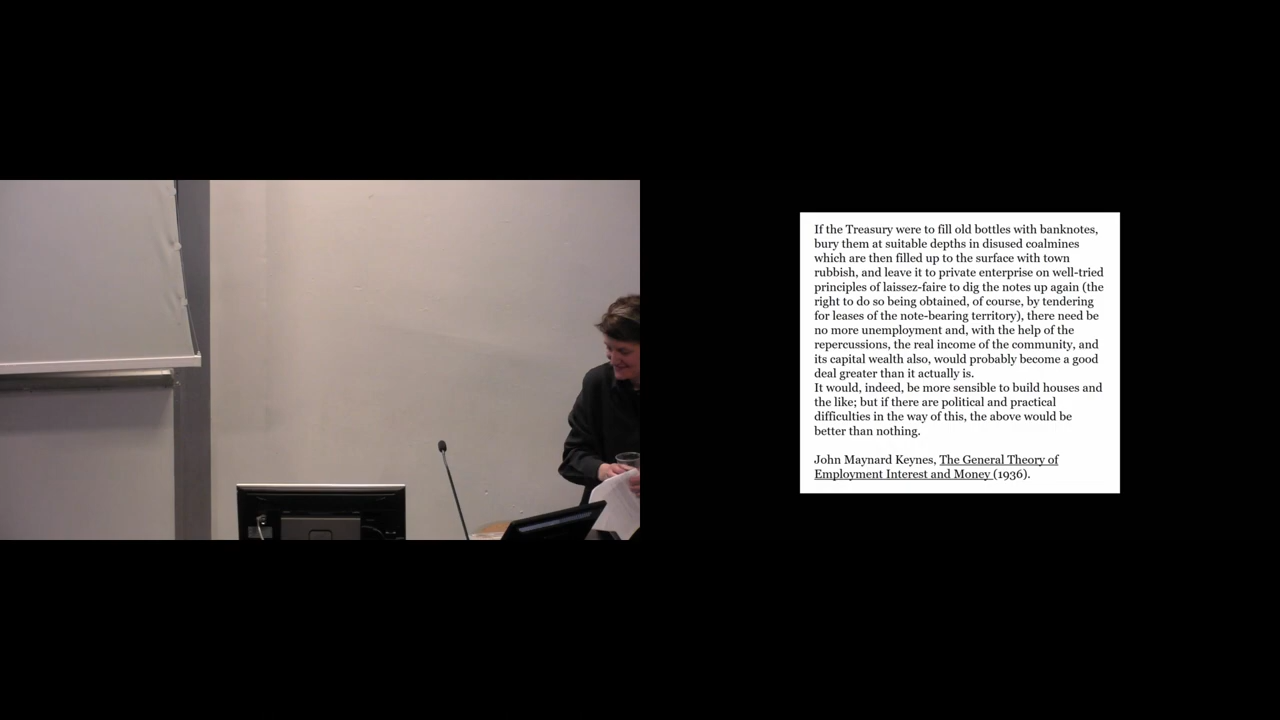 If the Treasury were to fill old bottles with banknotes,
bury them at suitable depths in disused coalmines
which are then filled up to the surface with town
rubbish, and leave it to private enterprise on well-tried
principles of laissez-faire to dig the notes up again (the
right to do so being obtained, of course, by tendering
for leases of the note-bearing territory), there need be
no more unemployment and, with the help of the
repercussions, the real income of the community, and
its capital wealth also, would probably become a good
deal greater than it actually is.
It would, indeed, be more sensible to build houses and
the like; but if there are political and practical
difficulties in the way of this, the above would be
better than nothing.
John Maynard Keynes, The General Theory of
Employment Interest and Money (1936).